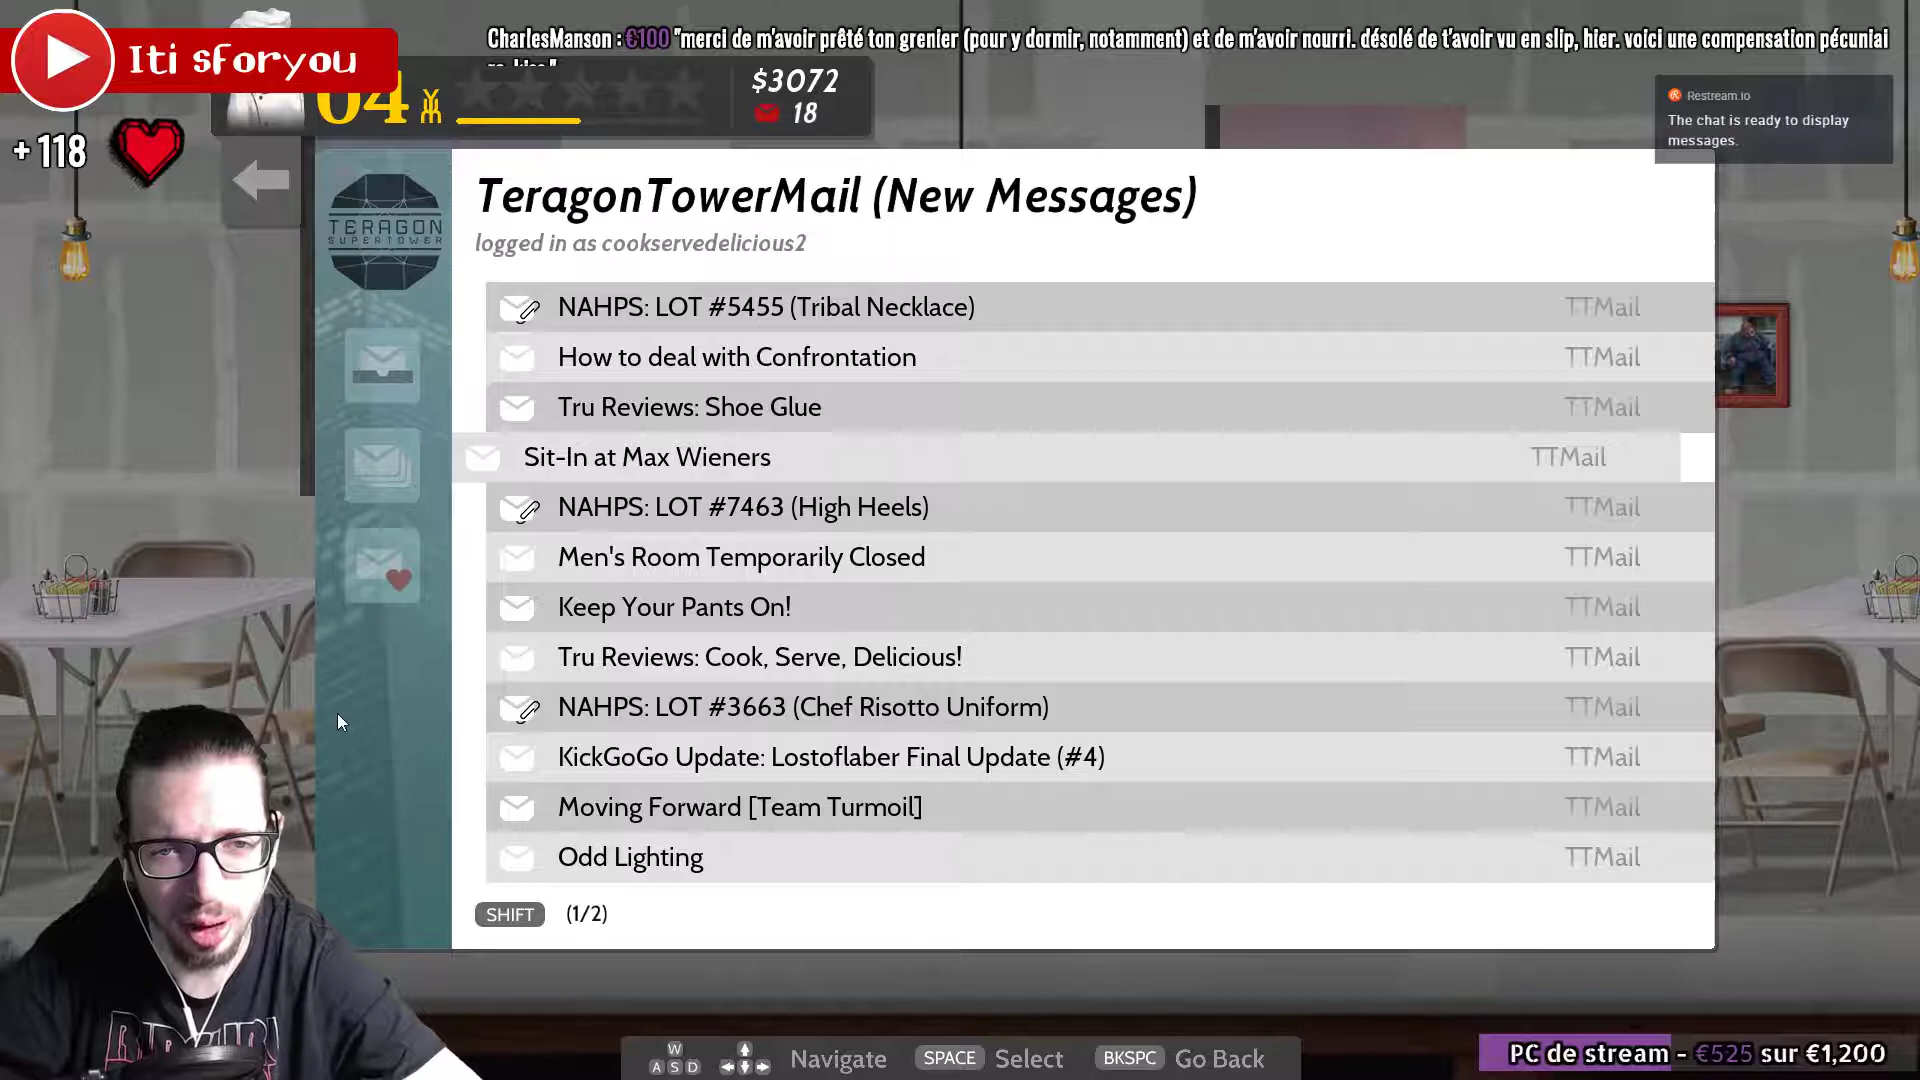 Iti sforyou
CharlesManson : €100 "merci de m'avoir prêté ton grenier (pour y dormir, notamment) et de m'avoir nourri. désolé de t'avoir vu en slip, hier. voici une compensation pécuniai
04
$3072
18
+ 118
Restream.io
The chat is ready to display
messages.
TERAGON
SUPERTOWER
TeragonTowerMail (New Messages)
logged in as cookservedelicious2
NAHPS: LOT #5455 (Tribal Necklace) TTMail
How to deal with Confrontation TTMail
Tru Reviews: Shoe Glue TTMail
Sit-In at Max Wieners TTMail
NAHPS: LOT #7463 (High Heels) TTMail
Men's Room Temporarily Closed TTMail
Keep Your Pants On! TTMail
Tru Reviews: Cook, Serve, Delicious! TTMail
NAHPS: LOT #3663 (Chef Risotto Uniform) TTMail
KickGoGo Update: Lostoflaber Final Update (#4) TTMail
Moving Forward [Team Turmoil] TTMail
Odd Lighting TTMail
SHIFT (1/2)
W
A S D Navigate SPACE Select BKSPC Go Back
PC de stream - €525 sur €1,200